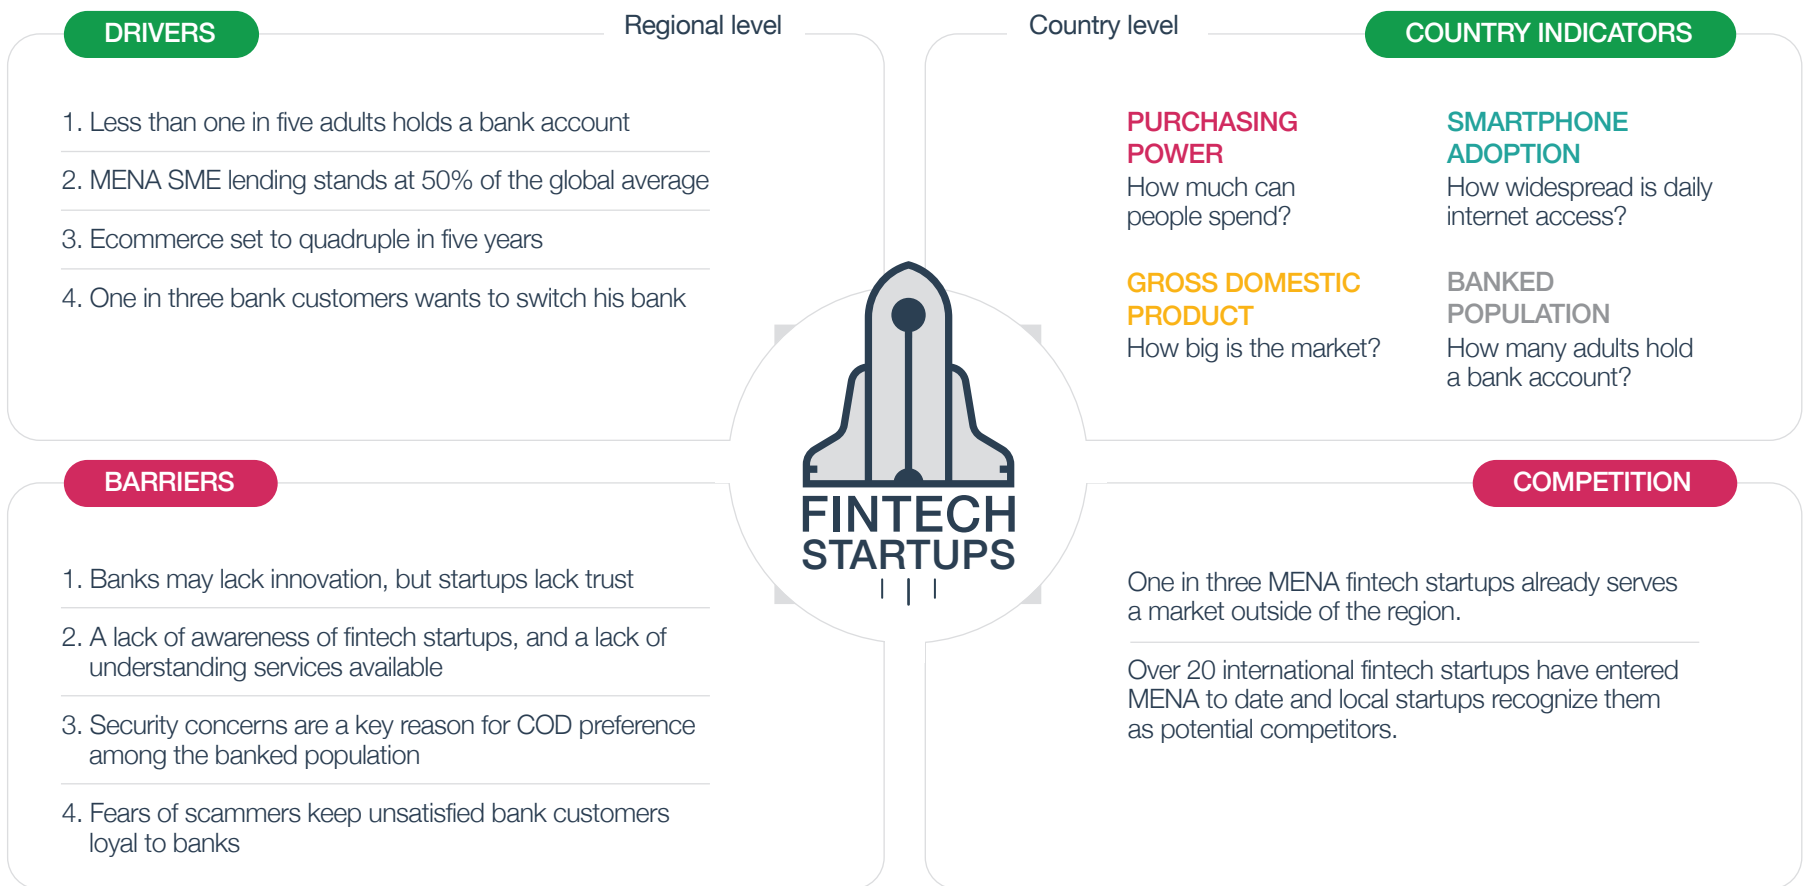 DRIVERS
Regional level
1. Less than one in five adults holds a bank account
2. MENA SME lending stands at 50% of the global average
3. Ecommerce set to quadruple in five years
4. One in three bank customers wants to switch his bank
Country level
COUNTRY INDICATORS
PURCHASING
POWER
How much can
people spend?
SMARTPHONE
ADOPTION
How widespread is daily
internet access?
GROSS DOMESTIC
PRODUCT
How big is the market?
BANKED
POPULATION
How many adults hold
a bank account?
FINTECH
STARTUPS
BARRIERS
1. Banks may lack innovation, but startups lack trust
2. A lack of awareness of fintech startups, and a lack of
understanding services available
3. Security concerns are a key reason for COD preference
among the banked population
4. Fears of scammers keep unsatisfied bank customers
loyal to banks
COMPETITION
One in three MENA fintech startups already serves
a market outside of the region.
Over 20 international fintech startups have entered
MENA to date and local startups recognize them
as potential competitors.